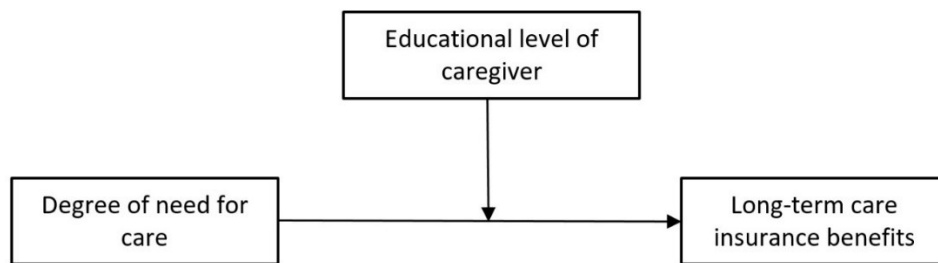 Educational level of
caregiver
Degree of need for
care
Long-term care
insurance benefits